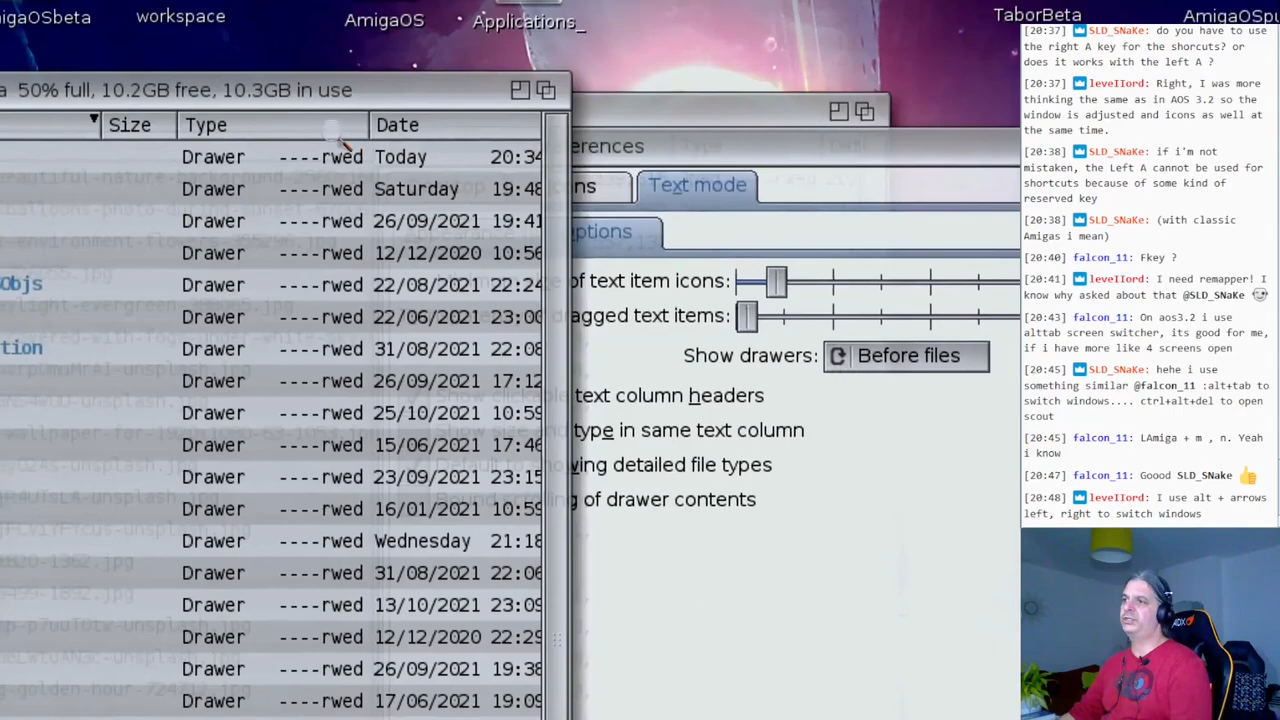 igaOSbeta workspace AmigaOS Applications_ TaborBeta AmigaOSpu
a 50% full, 10.2GB free, 10.3GB in use
Size Type Date
Drawer ----rwed Today 20:34
Drawer ----rwed Saturday 19:48
Drawer ----rwed 26/09/2021 19:41
Drawer ----rwed 12/12/2020 10:56
Objs Drawer ----rwed 22/08/2021 22:24
Drawer ----rwed 22/06/2021 23:00
tion Drawer ----rwed 31/08/2021 22:08
Drawer ----rwed 26/09/2021 17:12
Drawer ----rwed 25/10/2021 10:59
Drawer ----rwed 15/06/2021 17:46
Drawer ----rwed 09/10/2021 23:15
Drawer ----rwed 16/01/2021 10:59
Drawer ----rwed Wednesday 21:18
Drawer ----rwed 31/08/2021 22:06
Drawer ----rwed 13/10/2021 23:09
Drawer ----rwed 12/12/2020 22:29
Drawer ----rwed 26/09/2021 19:38
Drawer ----rwed 17/06/2021 19:09
erences
ons Text mode
ptions
of text item icons:
dragged text items:
Show drawers: Before files
text column headers
type in same text column
wing detailed file types
of drawer contents
[20:37] SLD_SNaKe: do you have to use
the right A key for the shorcuts? or
does it works with the left A ?
[20:37] leveIIord: Right, I was more
thinking the same as in AOS 3.2 so the
window is adjusted and icons as well at
the same time.
[20:38] SLD_SNaKe: if i'm not
mistaken, the Left A cannot be used for
shortcuts because of some kind of
reserved key
[20:38] SLD_SNaKe: (with classic
Amigas i mean)
[20:40] falcon_11: Fkey ?
[20:41] leveIIord: I need remapper! I
know why asked about that @SLD_SNaKe
[20:43] falcon_11: On aos3.2 i use
alttab screen switcher, its good for me,
if i have more like 4 screens open
[20:45] SLD_SNaKe: hehe i use
something similar @falcon_11 :alt+tab to
switch windows.... ctrl+alt+del to open
scout
[20:45] falcon_11: LAmiga + m , n. Yeah
i know
[20:47] falcon_11: Goood SLD_SNake
[20:48] leveIIord: I use alt + arrows
left, right to switch windows